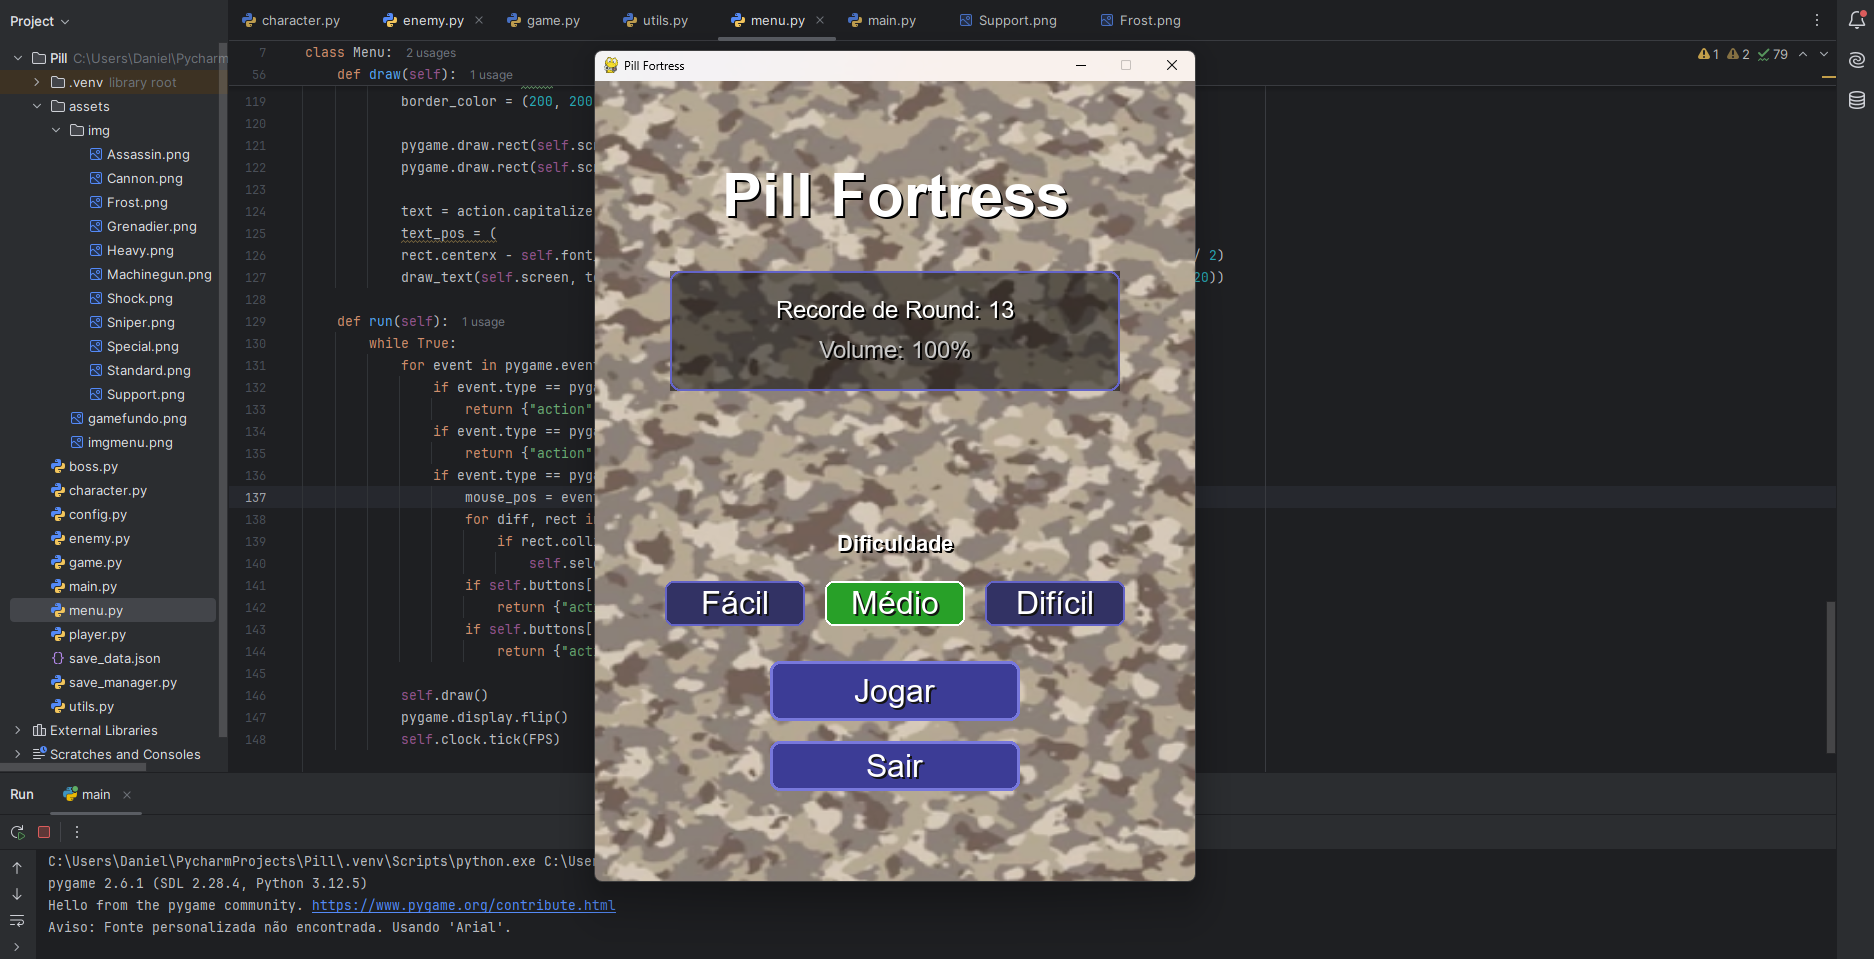 Project
character.py
enemy.py
game.py
utils.py
menu.py
main.py
Support.png
Frost.png
Pill C:\Users\Daniel\Pycharm
.venv library root
assets
img
Assassin.png
Cannon.png
Frost.png
Grenadier.png
Heavy.png
Machinegun.png
Shock.png
Sniper.png
Special.png
Standard.png
Support.png
gamefundo.png
imgmenu.png
boss.py
character.py
config.py
enemy.py
game.py
main.py
menu.py
player.py
save_data.json
save_manager.py
utils.py
External Libraries
Scratches and Consoles
7 class Menu: 2 usages
56 def draw(self): 1 usage
1 2 79
119 border_color = (200, 200
120
121 pygame.draw.rect(self.sc
122 pygame.draw.rect(self.sc
123
124 text = action.capitalize
125 text_pos = (
126 rect.centerx - self.font / 2)
127 draw_text(self.screen, te 20))
128
129 def run(self): 1 usage
130 while True:
131 for event in pygame.event
132 if event.type == pyg
133 return {"action"
134 if event.type == pyg
135 return {"action"
136 if event.type == pyg
137 mouse_pos = even
138 for diff, rect in
139 if rect.coll
140 self.sel
141 if self.buttons[
142 return {"act
143 if self.buttons[
144 return {"act
145
146 self.draw()
147 pygame.display.flip()
148 self.clock.tick(FPS)
Pill Fortress
Pill Fortress
Recorde de Round: 13
Volume: 100%
Dificuldade
Fácil Médio Difícil
Jogar
Sair
Run main
C:\Users\Daniel\PycharmProjects\Pill\.venv\Scripts\python.exe C:\User
pygame 2.6.1 (SDL 2.28.4, Python 3.12.5)
Hello from the pygame community. https://www.pygame.org/contribute.html
Aviso: Fonte personalizada não encontrada. Usando 'Arial'.